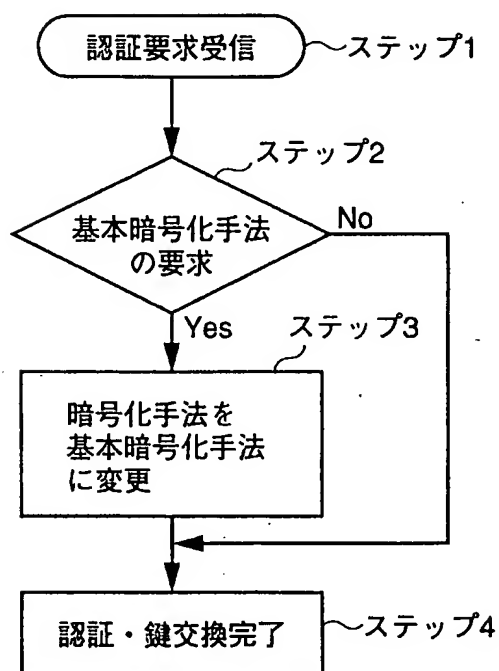 認証要求受信
ステップ1
ステップ2
基本暗号化手法
の要求
No
Yes
ステップ3
暗号化手法を
基本暗号化手法
に変更
認証・鍵交換完了
ステップ4